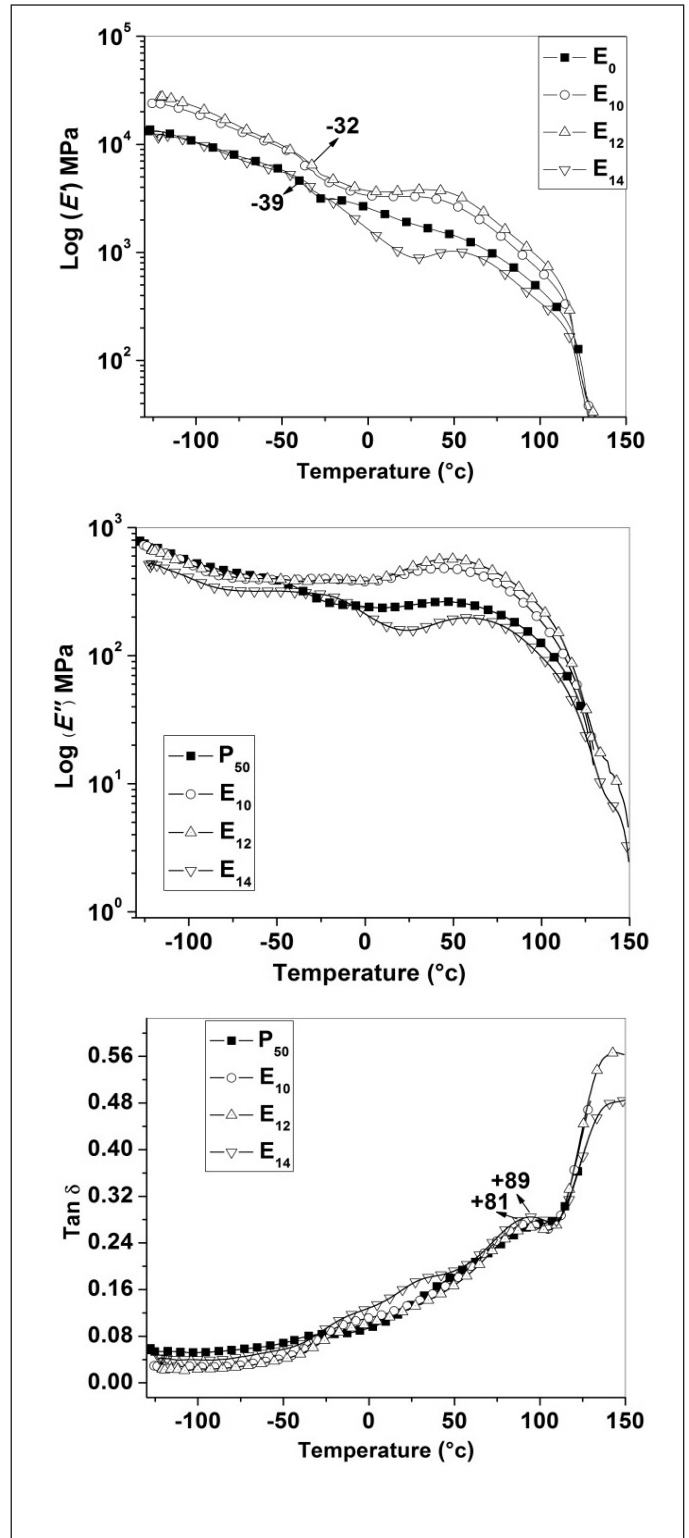 10⁵
10⁴
10³
10²
Log (E') MPa
-32
-39
E₀
E₁₀
E₁₂
E₁₄
-100 -50 0 50 100 150
Temperature (°c)
10³
10²
10¹
10⁰
Log (E'') MPa
P₅₀
E₁₀
E₁₂
E₁₄
-100 -50 0 50 100 150
Temperature (°c)
0.56
0.48
0.40
0.32
0.24
0.16
0.08
0.00
Tan δ
P₅₀
E₁₀
E₁₂
E₁₄
+89
+81
-100 -50 0 50 100 150
Temperature (°c)